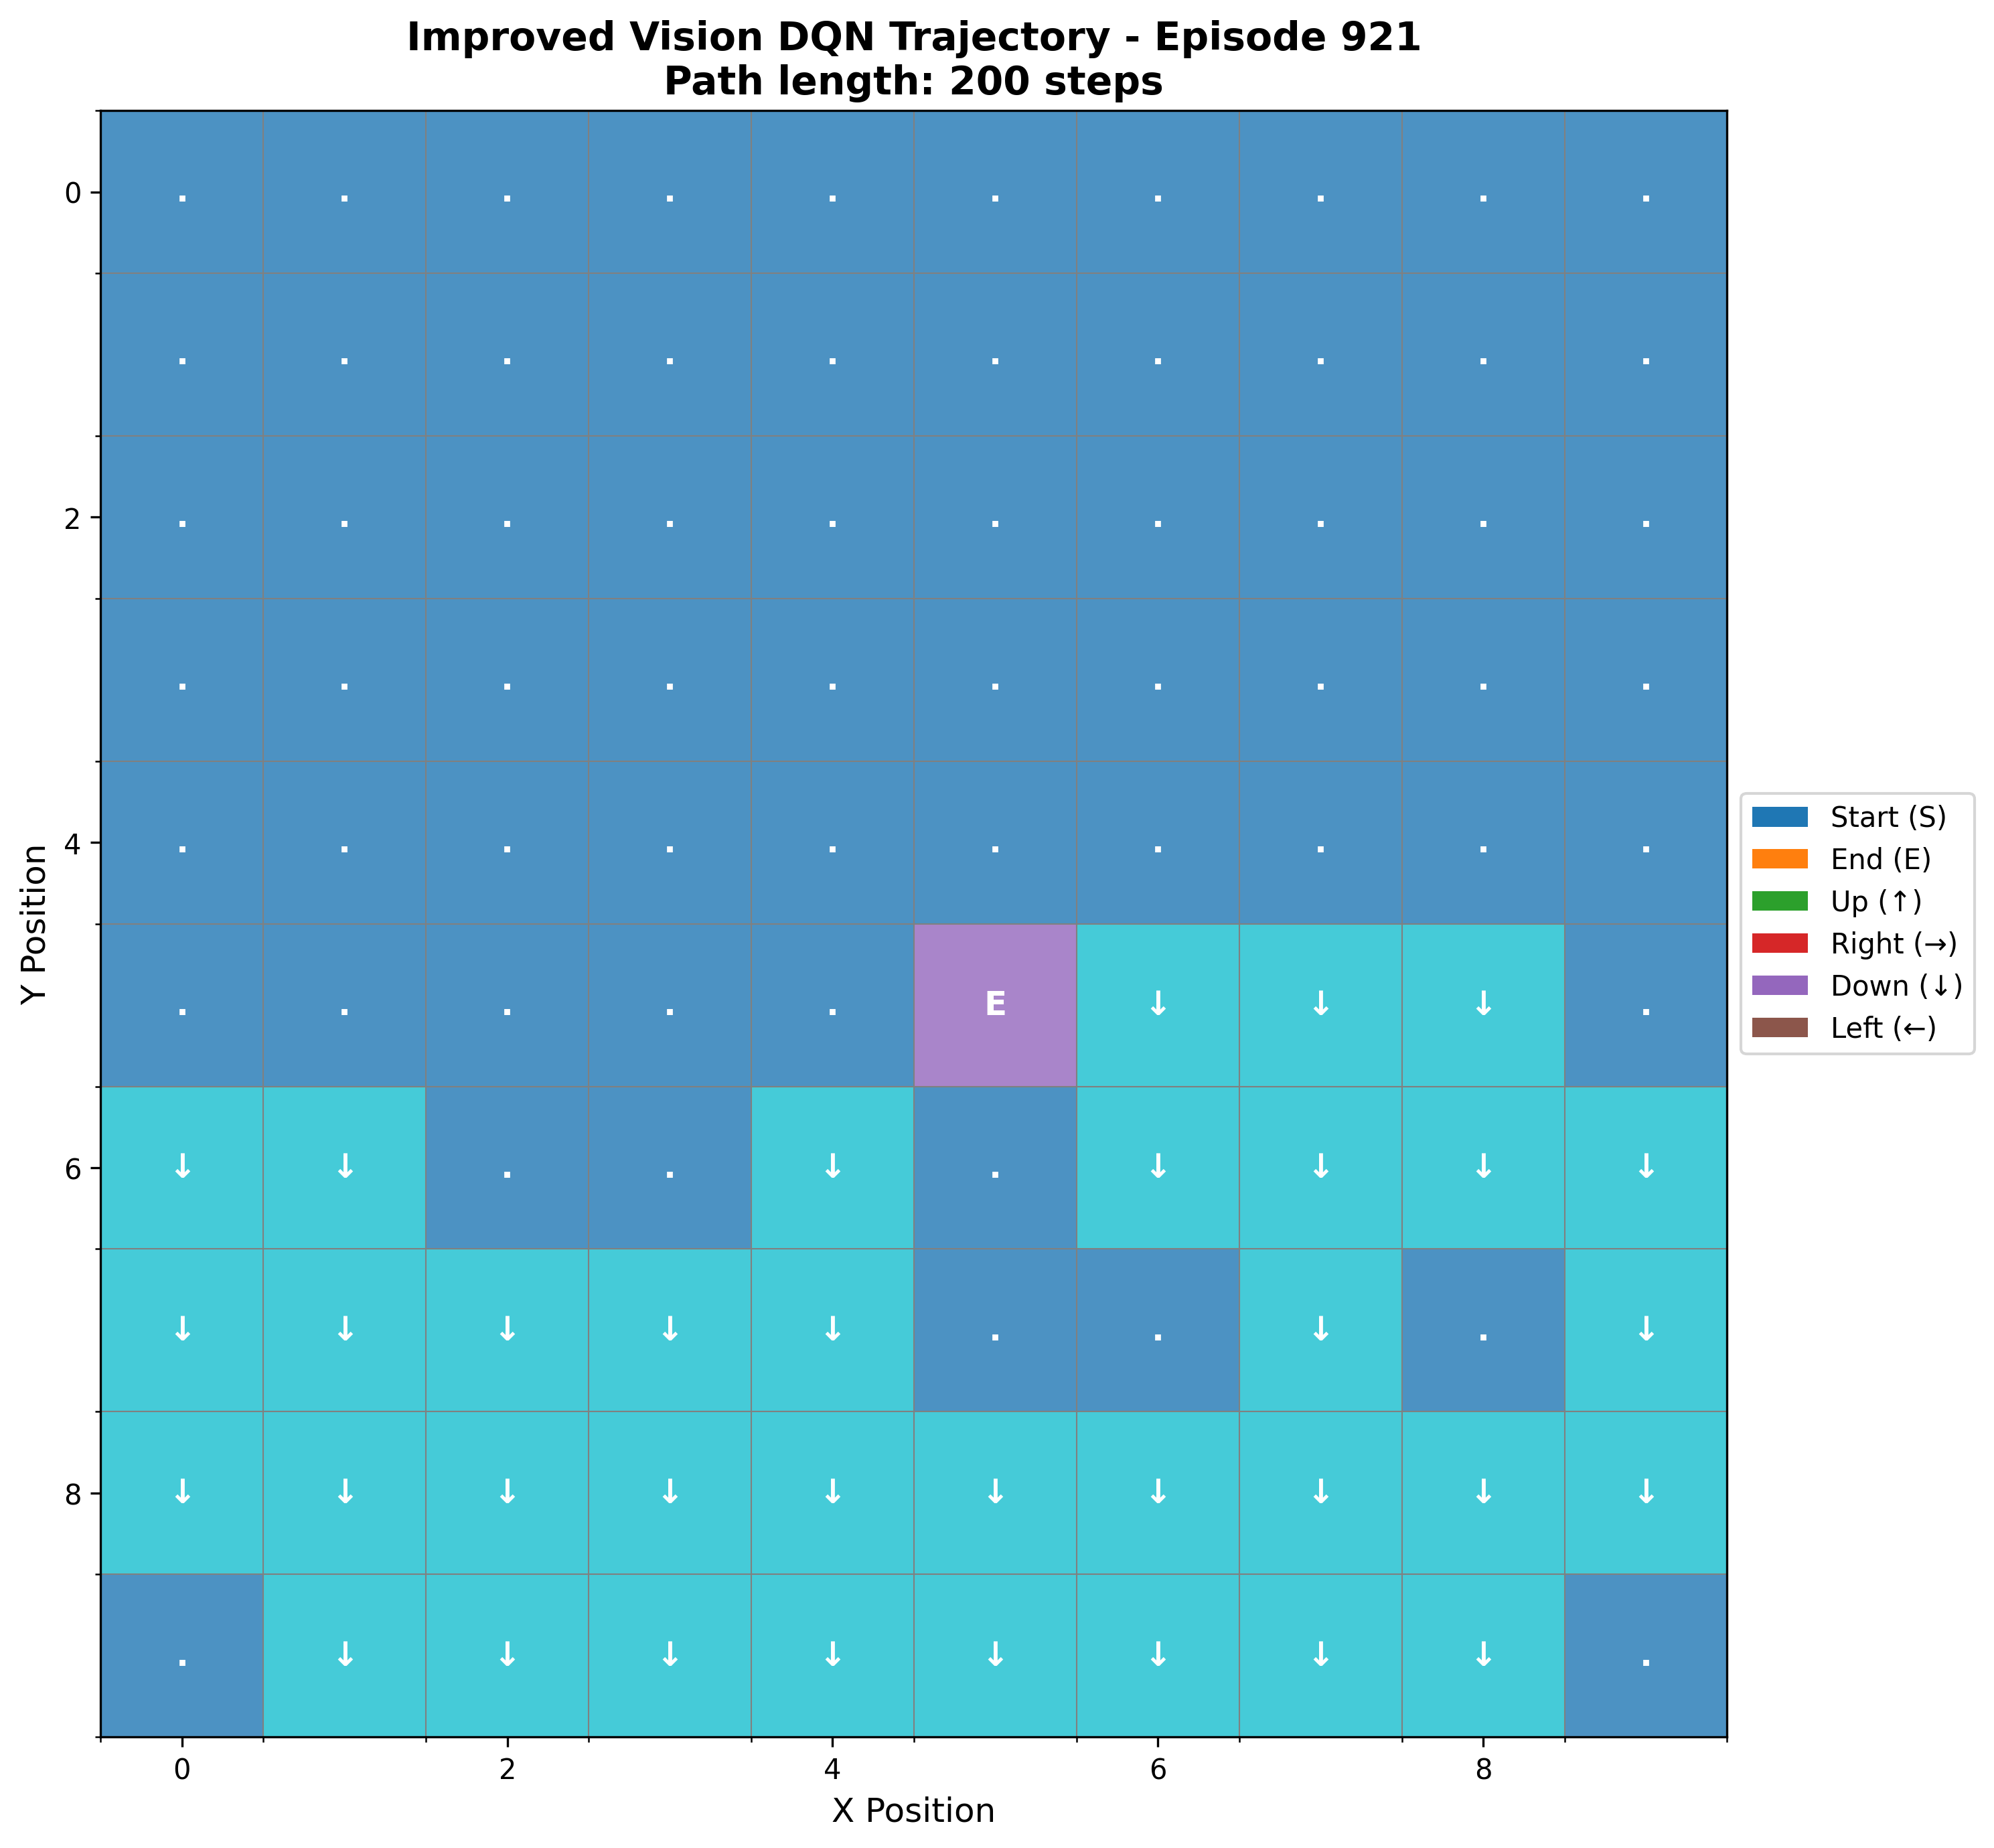 Improved Vision DQN Trajectory - Episode 921
Path length: 200 steps
0 . . . . . . . . . .
. . . . . . . . . .
2 . . . . . . . . . .
. . . . . . . . . .
4 . . . . . . . . . .
. . . . . E ↓ ↓ ↓ .
6 ↓ ↓ . . ↓ . ↓ ↓ ↓ ↓
↓ ↓ ↓ ↓ ↓ . . ↓ . ↓
8 ↓ ↓ ↓ ↓ ↓ ↓ ↓ ↓ ↓ ↓
. ↓ ↓ ↓ ↓ ↓ ↓ ↓ ↓ .
0 2 4 6 8
X Position
Y Position
Start (S)
End (E)
Up (↑)
Right (→)
Down (↓)
Left (←)